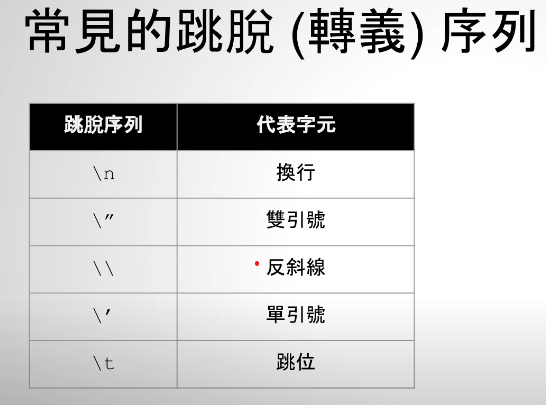 常見的跳脫 (轉義) 序列
跳脫序列 代表字元
\n 換行
\” 雙引號
\\ 反斜線
\’ 單引號
\t 跳位